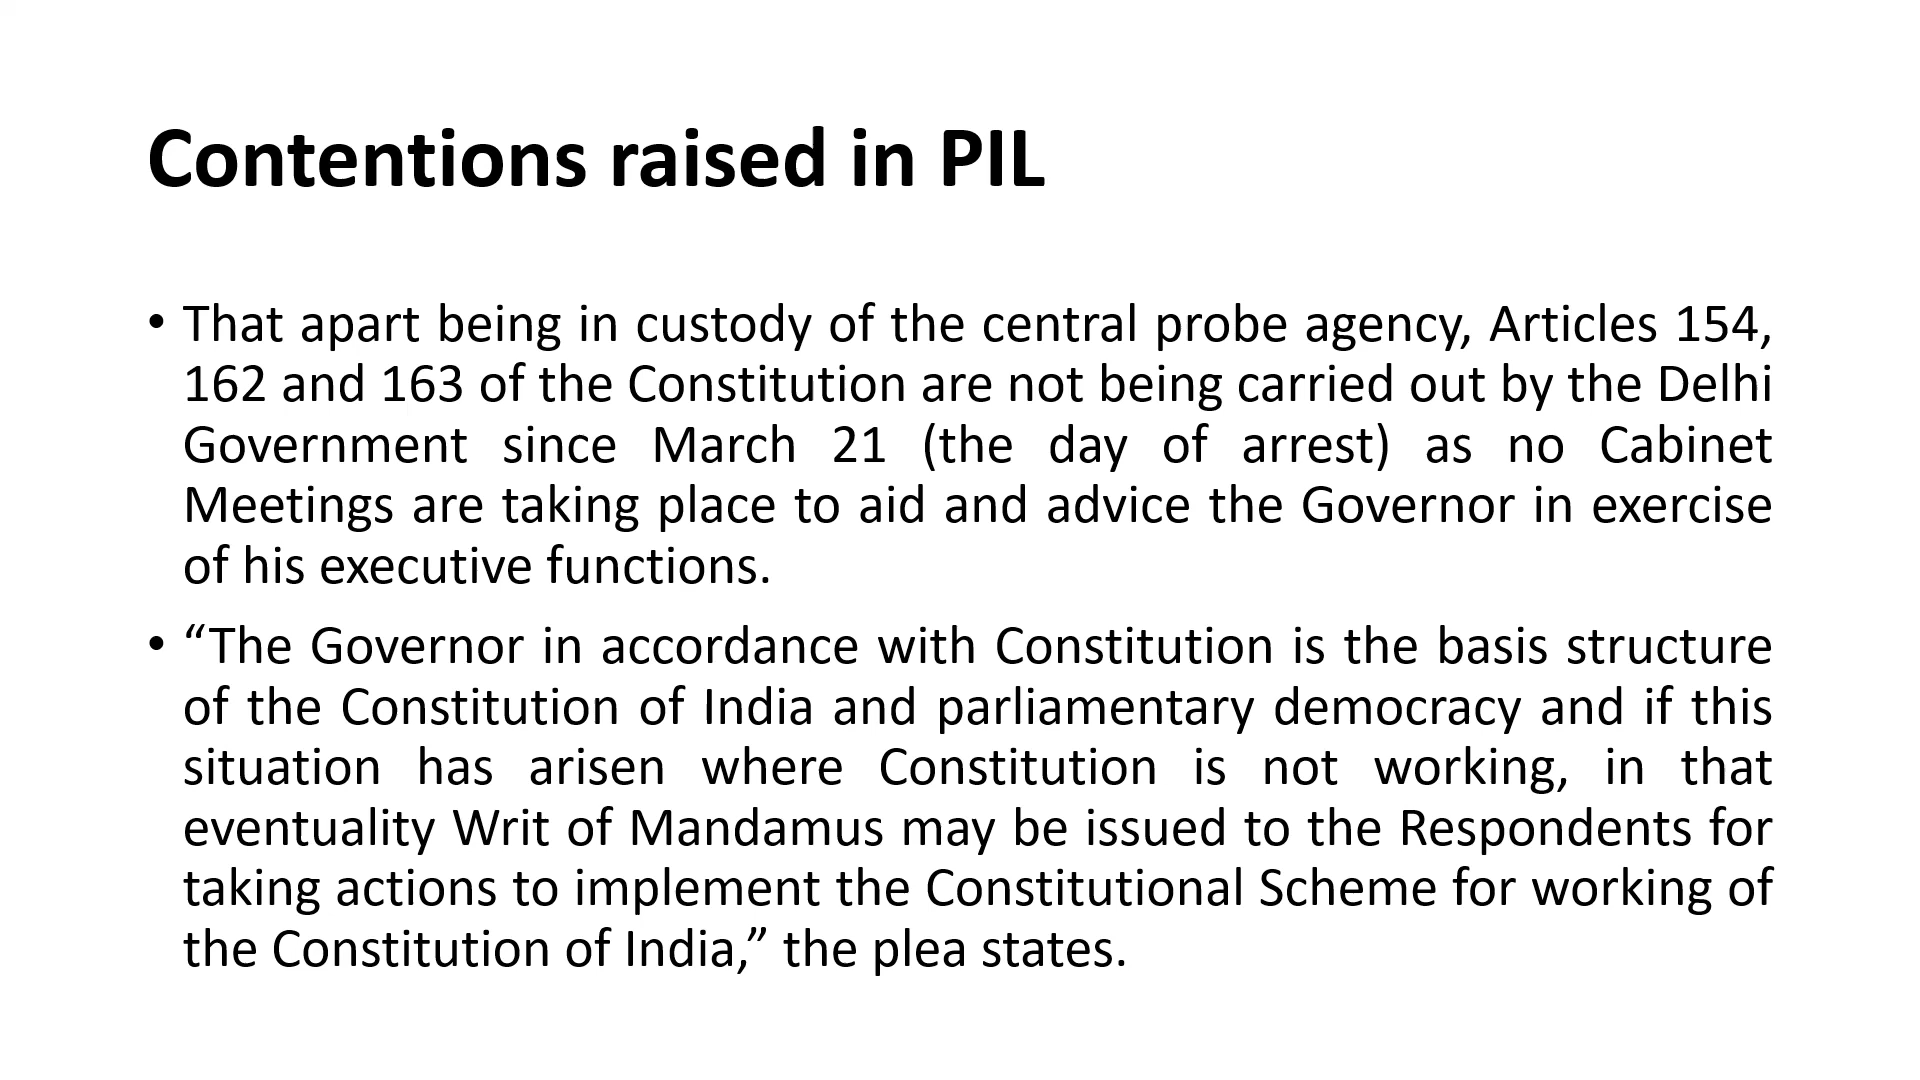 Contentions raised in PIL
• That apart being in custody of the central probe agency, Articles 154,
162 and 163 of the Constitution are not being carried out by the Delhi
Government since March 21 (the day of arrest) as no Cabinet
Meetings are taking place to aid and advice the Governor in exercise
of his executive functions.
• “The Governor in accordance with Constitution is the basis structure
of the Constitution of India and parliamentary democracy and if this
situation has arisen where Constitution is not working, in that
eventuality Writ of Mandamus may be issued to the Respondents for
taking actions to implement the Constitutional Scheme for working of
the Constitution of India,” the plea states.